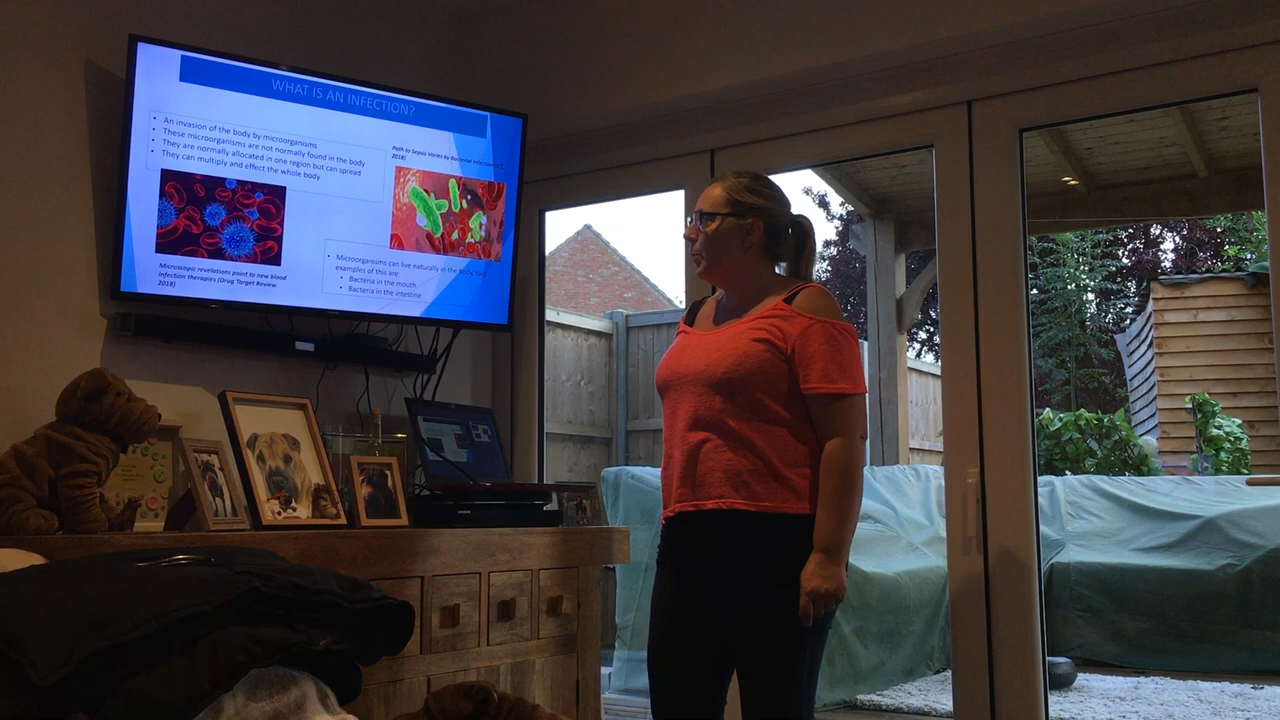 WHAT IS AN INFECTION?
• An invasion of the body by microorganisms
• These microorganisms are not normally found in the body
• They are normally allocated in one region but can spread
• They can multiply and effect the whole body
Path to Sepsis Varies by Bacterial Infection
2018)
Microscopic revelations point to new blood
infection therapies (Drug Target Review
2018)
• Microorganisms can live naturally in the body, two
examples of this are:
• Bacteria in the mouth
• Bacteria in the intestine